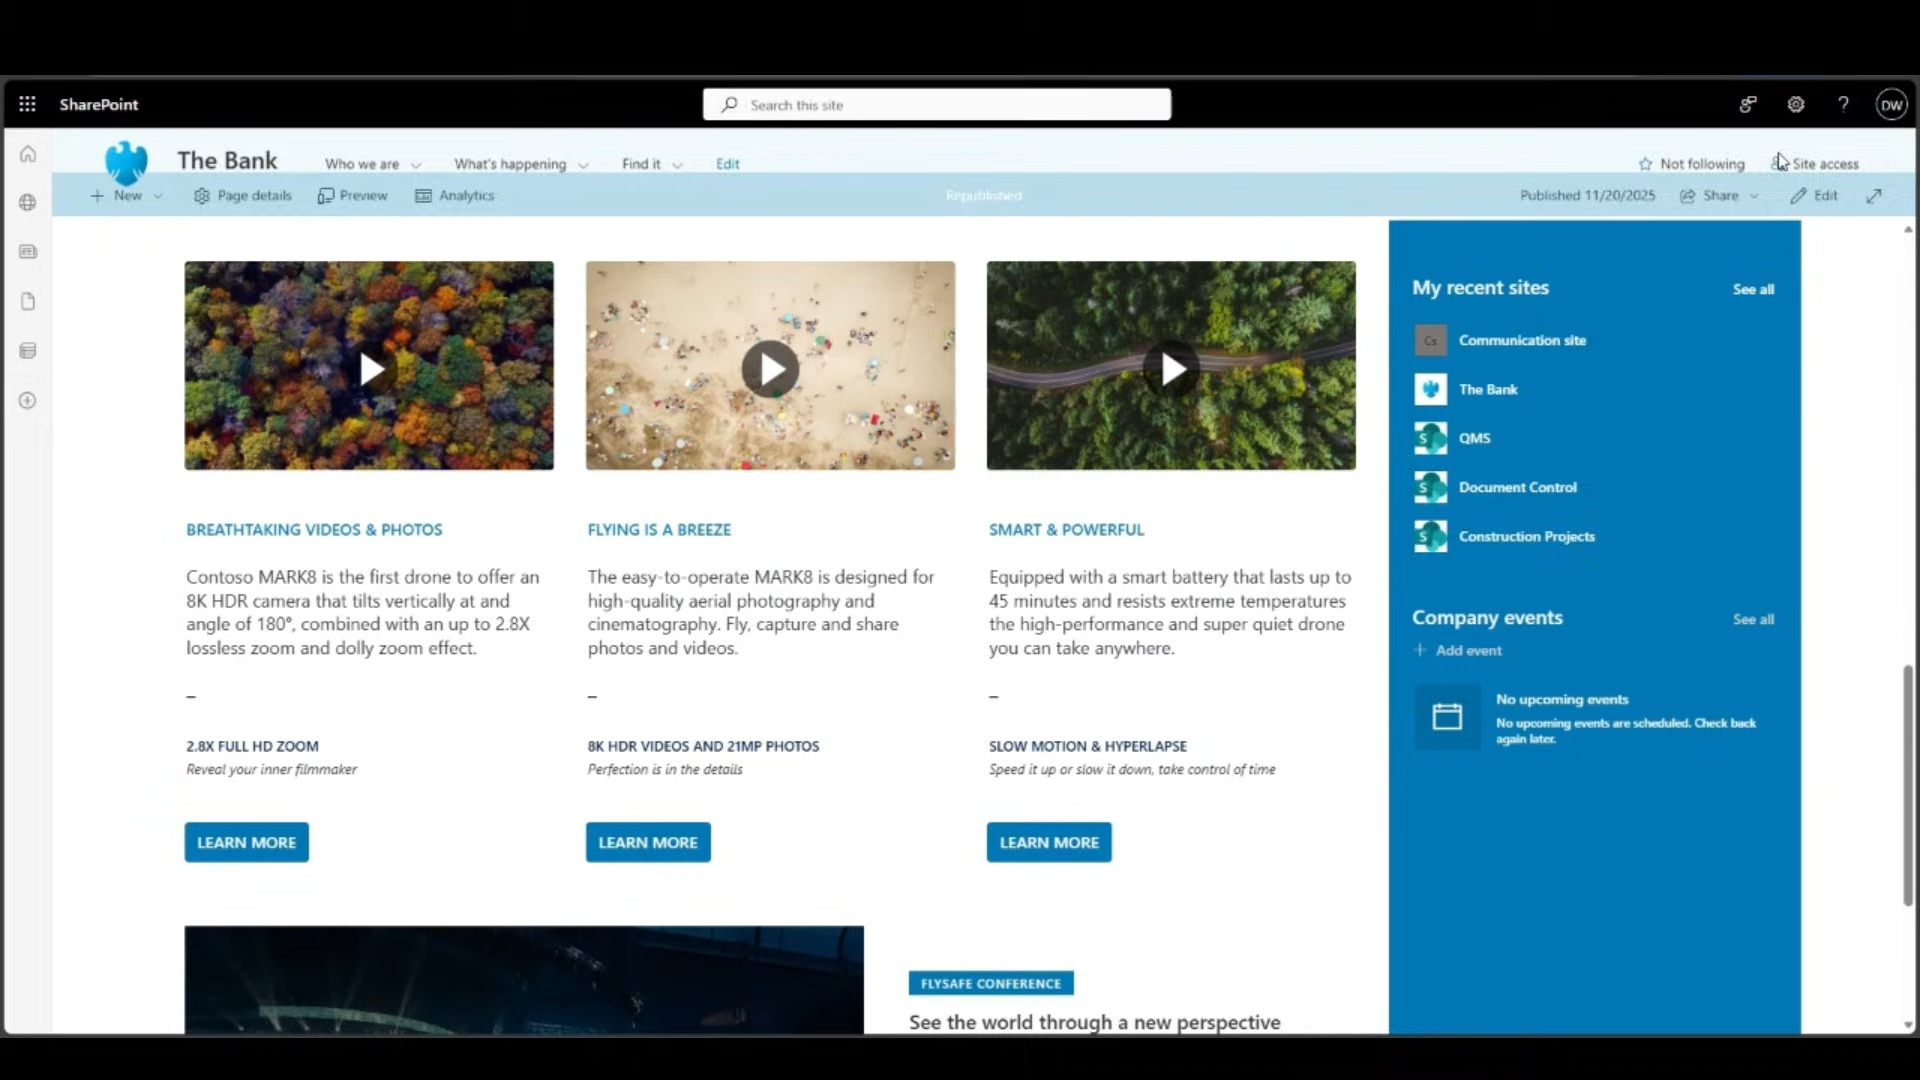 SharePoint
Search this site
DW
The Bank
Who we are
What's happening
Find it
Edit
Not following
Site access
New
Page details
Preview
Analytics
Republished
Published 11/20/2025
Share
Edit
BREATHTAKING VIDEOS & PHOTOS
Contoso MARK8 is the first drone to offer an
8K HDR camera that tilts vertically at and
angle of 180°, combined with an up to 2.8X
lossless zoom and dolly zoom effect.
–
2.8X FULL HD ZOOM
Reveal your inner filmmaker
LEARN MORE
FLYING IS A BREEZE
The easy-to-operate MARK8 is designed for
high-quality aerial photography and
cinematography. Fly, capture and share
photos and videos.
–
8K HDR VIDEOS AND 21MP PHOTOS
Perfection is in the details
LEARN MORE
SMART & POWERFUL
Equipped with a smart battery that lasts up to
45 minutes and resists extreme temperatures
the high-performance and super quiet drone
you can take anywhere.
–
SLOW MOTION & HYPERLAPSE
Speed it up or slow it down, take control of time
LEARN MORE
FLYSAFE CONFERENCE
See the world through a new perspective
My recent sites
See all
Cs
Communication site
The Bank
S
QMS
S
Document Control
S
Construction Projects
Company events
See all
Add event
No upcoming events
No upcoming events are scheduled. Check back
again later.